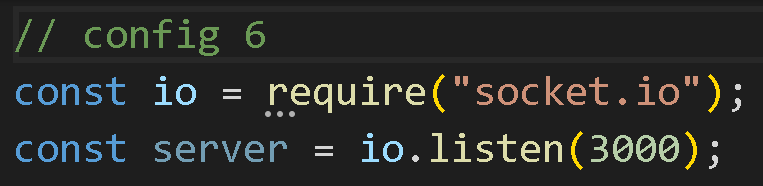 // config 6
const io = require("socket.io");
const server = io.listen(3000);